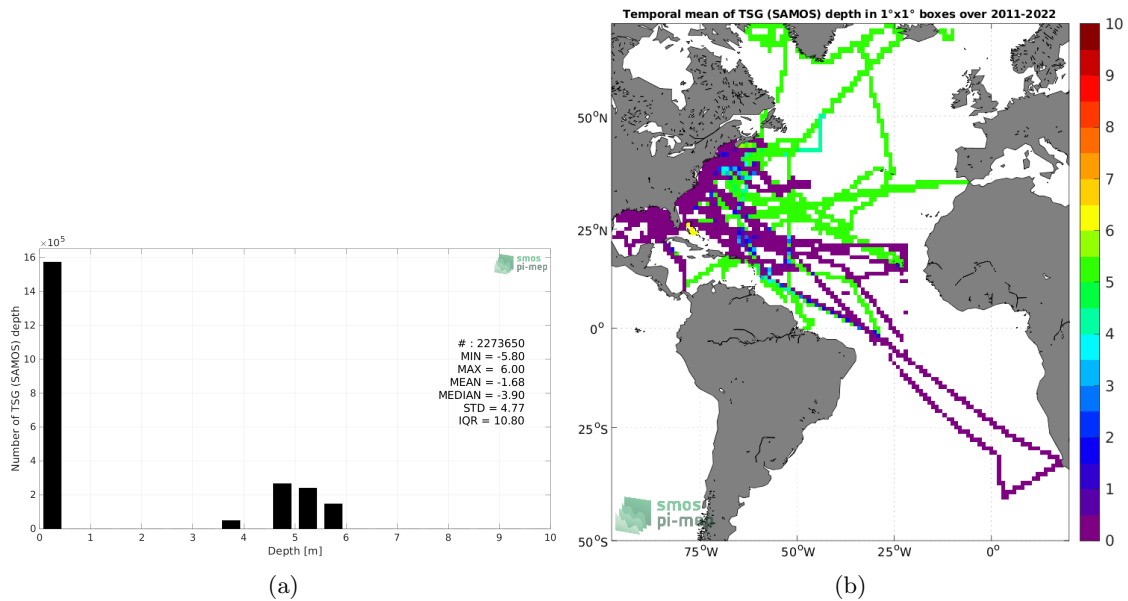 ×10⁵
16
14
12
10
8
6
4
2
0
Number of TSG (SAMOS) depth
0 1 2 3 4 5 6 7 8 9 10
Depth [m]
smos
pi-mep
# : 2273650
MIN = -5.80
MAX = 6.00
MEAN = -1.68
MEDIAN = -3.90
STD = 4.77
IQR = 10.80
(a)
Temporal mean of TSG (SAMOS) depth in 1°x1° boxes over 2011-2022
50°N
25°N
0°
25°S
50°S
75°W 50°W 25°W 0°
smos
pi-mep
10
9
8
7
6
5
4
3
2
1
0
(b)